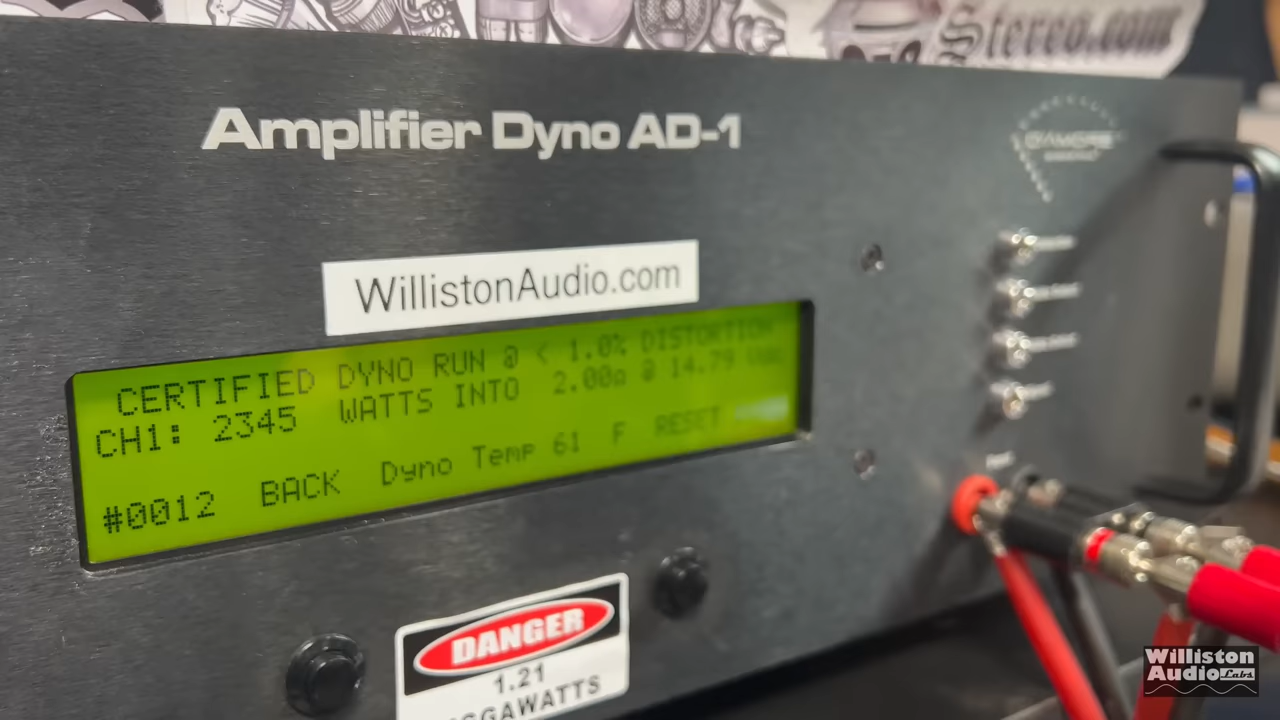 Stereo.com
Amplifier Dyno AD-1
WillistonAudio.com
CERTIFIED DYNO RUN @ < 1.0% DISTORTION
CH1: 2345 WATTS INTO 2.00Ω @ 14.79
#0012 BACK Dyno Temp 61 F RESET
DANGER
1.21
Williston
Audio Labs